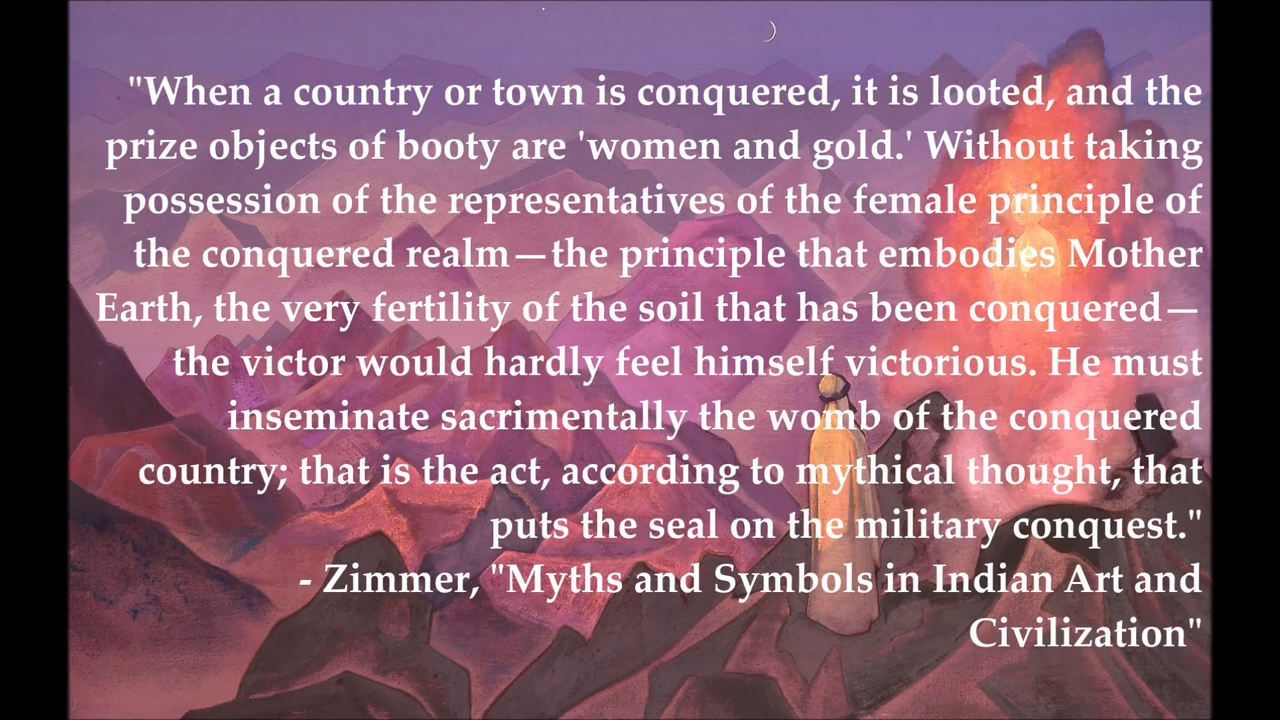 "When a country or town is conquered, it is looted, and the
prize objects of booty are 'women and gold.' Without taking
possession of the representatives of the female principle of
the conquered realm—the principle that embodies Mother
Earth, the very fertility of the soil that has been conquered—
the victor would hardly feel himself victorious. He must
inseminate sacrimentally the womb of the conquered
country; that is the act, according to mythical thought, that
puts the seal on the military conquest."
- Zimmer, "Myths and Symbols in Indian Art and
Civilization"